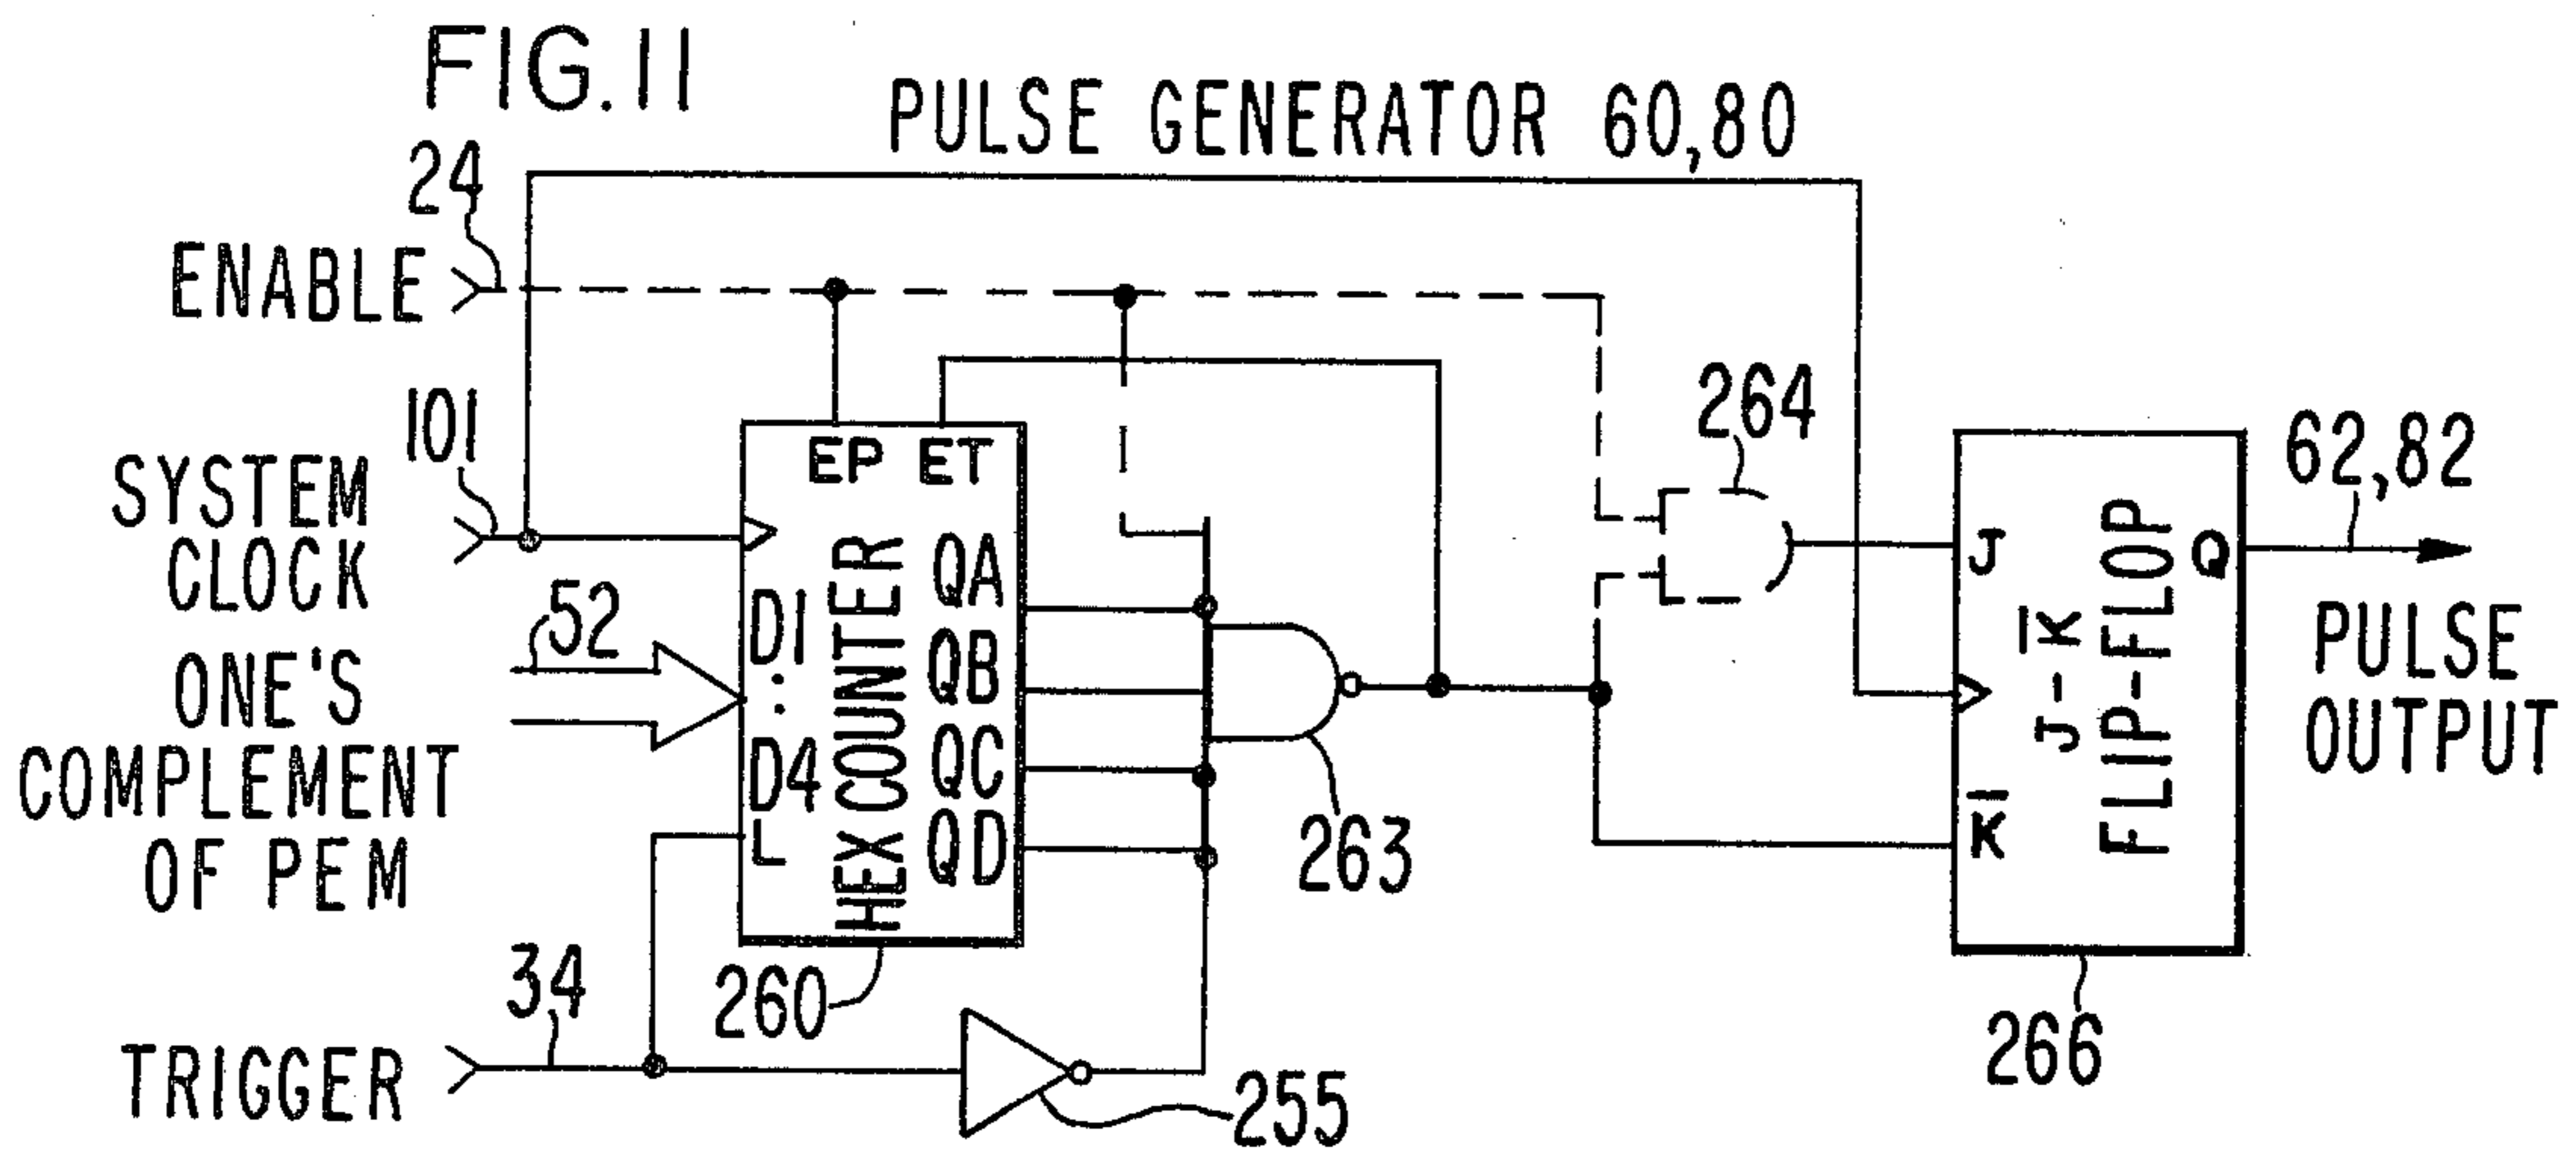 FIG. 11
PULSE GENERATOR 60,80
24
ENABLE
101
SYSTEM
CLOCK
52
ONE'S
COMPLEMENT
OF PEM
34
TRIGGER
EP ET
D1
:
D4
L
HEX COUNTER
QA
QB
QC
QD
260
255
263
264
J
K̅
J-K̅
FLIP-FLOP
Q
266
62,82
PULSE
OUTPUT